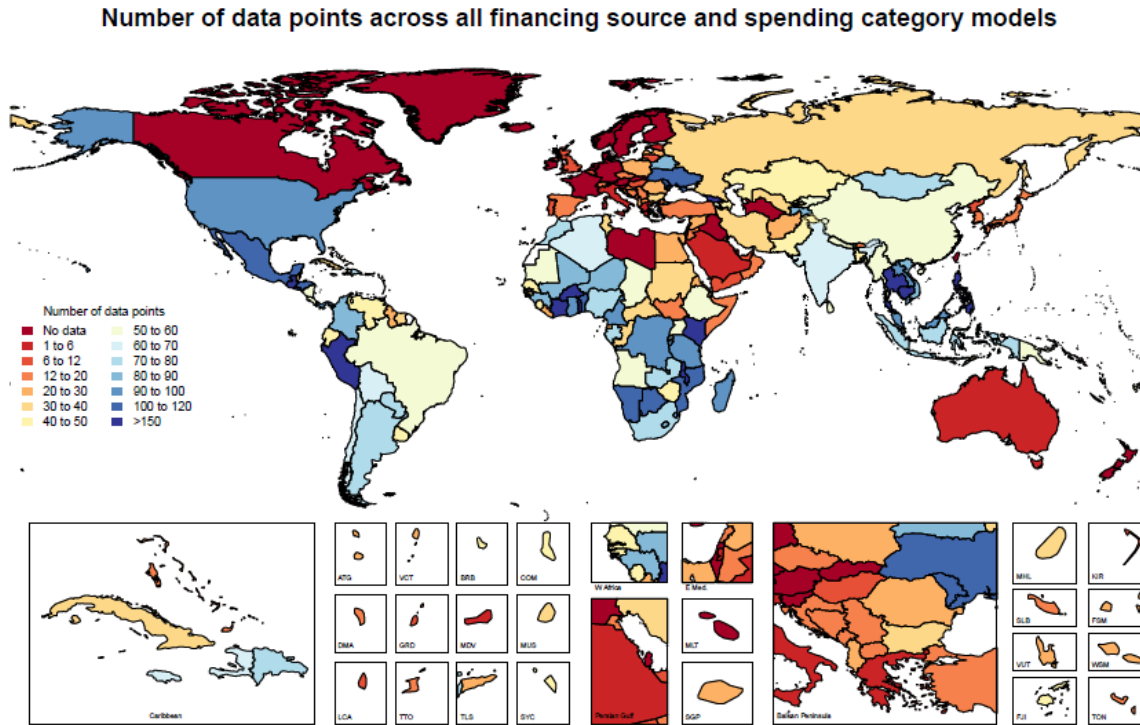 Number of data points across all financing source and spending category models
Number of data points
No data
1 to 6
6 to 12
12 to 20
20 to 30
30 to 40
40 to 50
50 to 60
60 to 70
70 to 80
80 to 90
90 to 100
100 to 120
>150
Caribbean
ATG
VCT
BRB
COM
DMA
GRD
MDV
MUS
LCA
TTO
TLS
SYC
W Africa
E Med.
Persian Gulf
MLT
SGP
Balkan Peninsula
MHL
KIR
SLB
FSM
VUT
WSM
FJI
TON